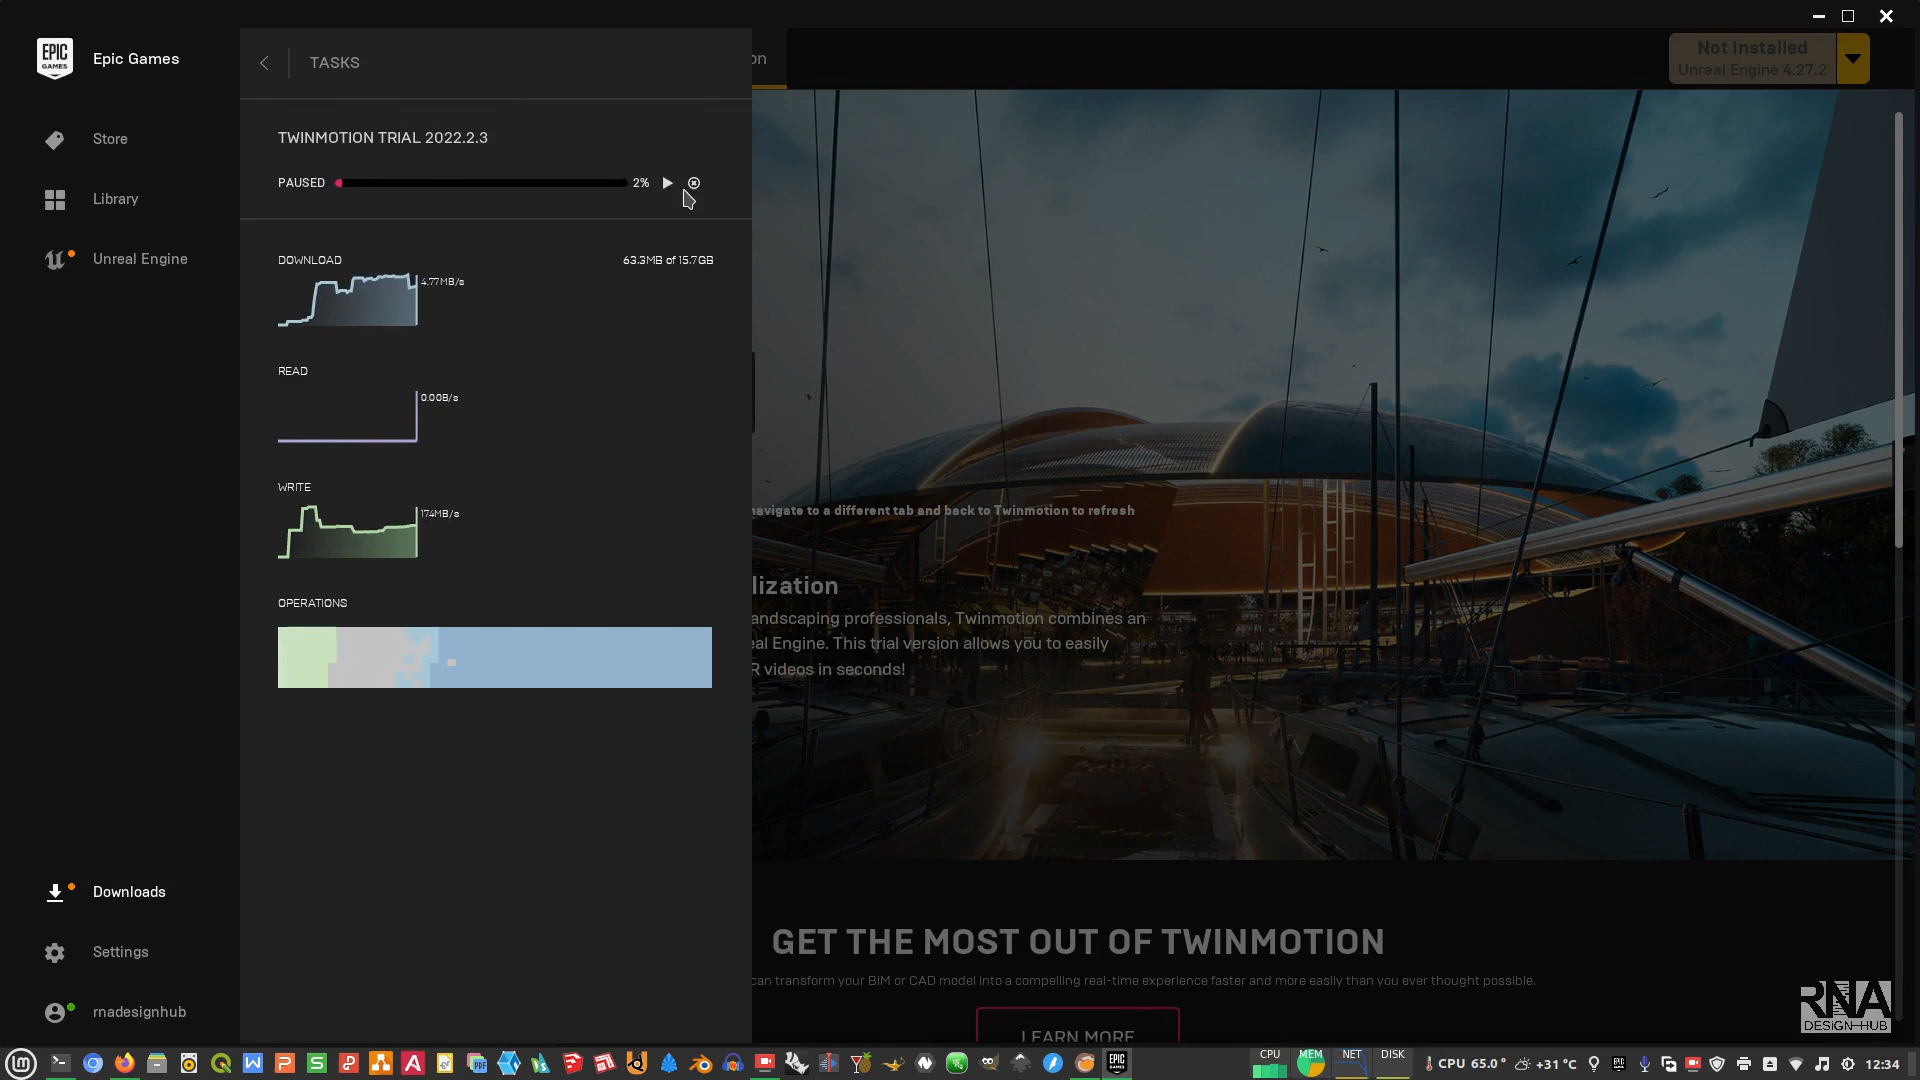 EPIC
GAMES
Epic Games
Store
Library
Unreal Engine
Downloads
Settings
rnadesignhub
TASKS
TWINMOTION TRIAL 2022.2.3
PAUSED 2%
DOWNLOAD 63.3MB of 15.7GB
4.77MB/s
READ
0.00B/s
WRITE
174MB/s
OPERATIONS
on
Not Installed
Unreal Engine 4.27.2
navigate to a different tab and back to Twinmotion to refresh
lization
andscaping professionals, Twinmotion combines an
eal Engine. This trial version allows you to easily
R videos in seconds!
GET THE MOST OUT OF TWINMOTION
can transform your BIM or CAD model into a compelling real-time experience faster and more easily than you ever thought possible.
LEARN MORE
RNA
DESIGN-HUB
CPU MEM NET DISK CPU 65.0° +31°C 12:34